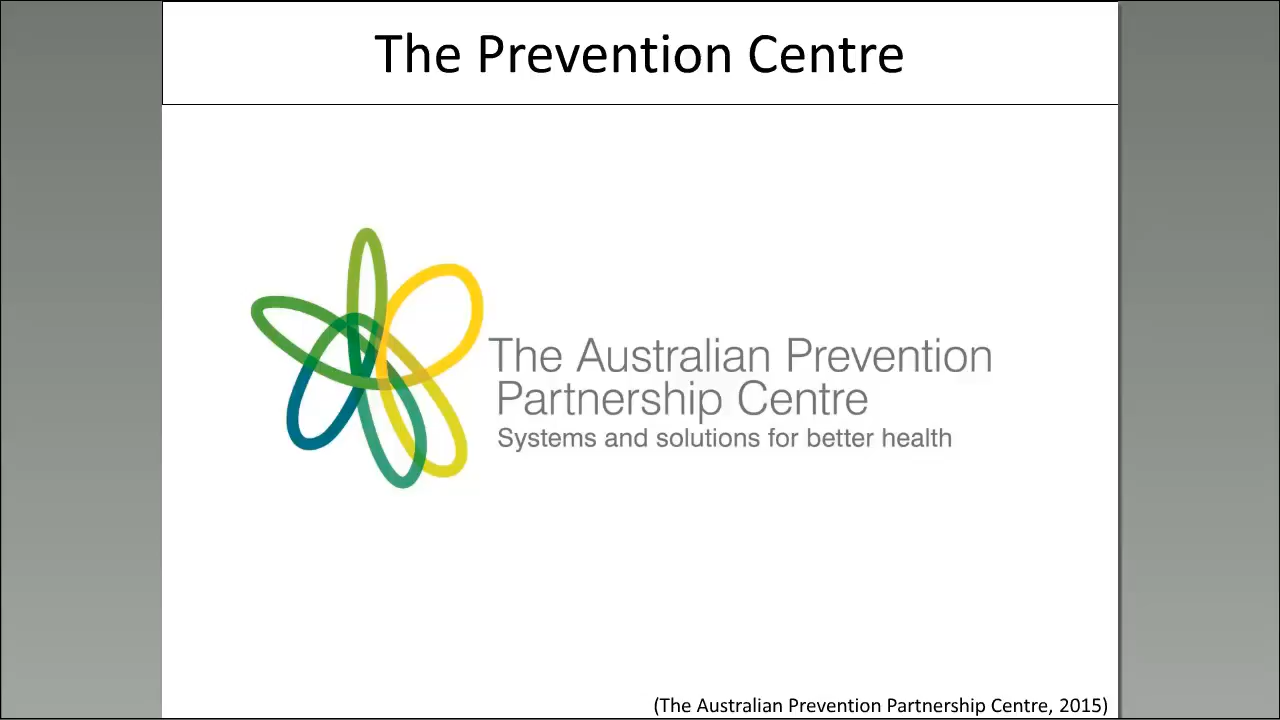 The Prevention Centre
The Australian Prevention
Partnership Centre
Systems and solutions for better health
(The Australian Prevention Partnership Centre, 2015)